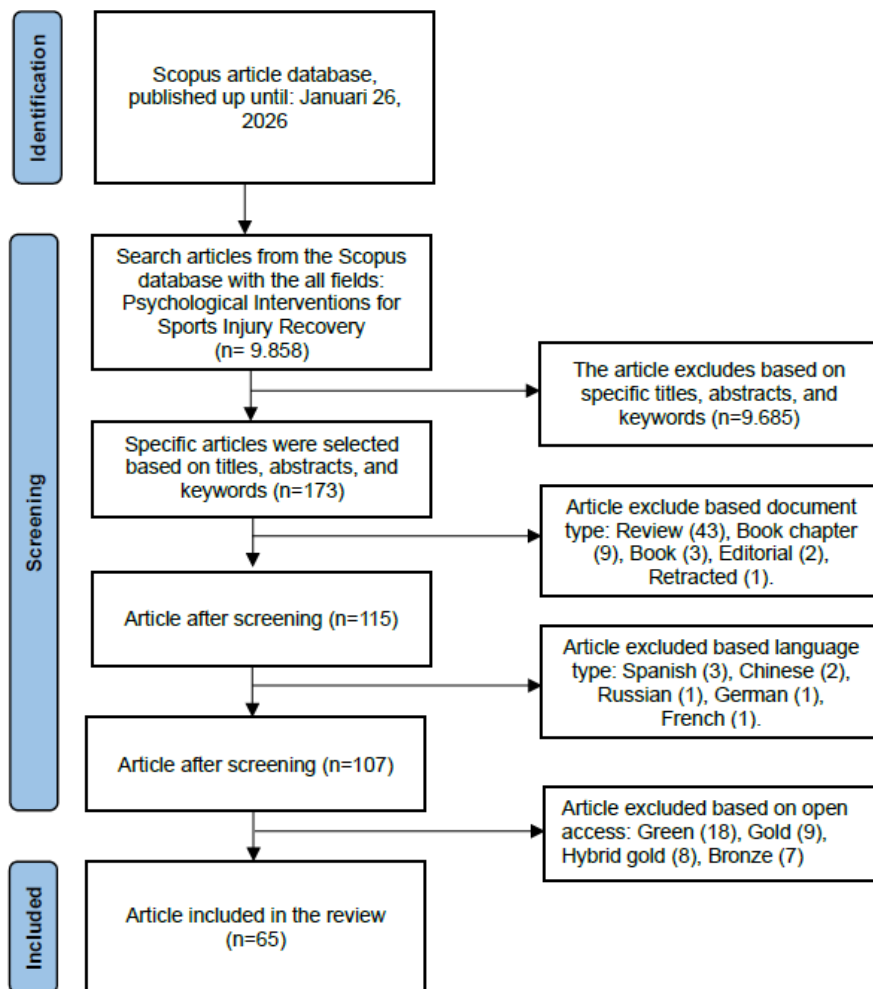 Identification
Scopus article database,
published up until: Januari 26,
2026
Screening
Search articles from the Scopus
database with the all fields:
Psychological Interventions for
Sports Injury Recovery
(n= 9.858)
The article excludes based on
specific titles, abstracts, and
keywords (n=9.685)
Specific articles were selected
based on titles, abstracts, and
keywords (n=173)
Article exclude based document
type: Review (43), Book chapter
(9), Book (3), Editorial (2),
Retracted (1).
Article after screening (n=115)
Article excluded based language
type: Spanish (3), Chinese (2),
Russian (1), German (1),
French (1).
Article after screening (n=107)
Article excluded based on open
access: Green (18), Gold (9),
Hybrid gold (8), Bronze (7)
Included
Article included in the review
(n=65)